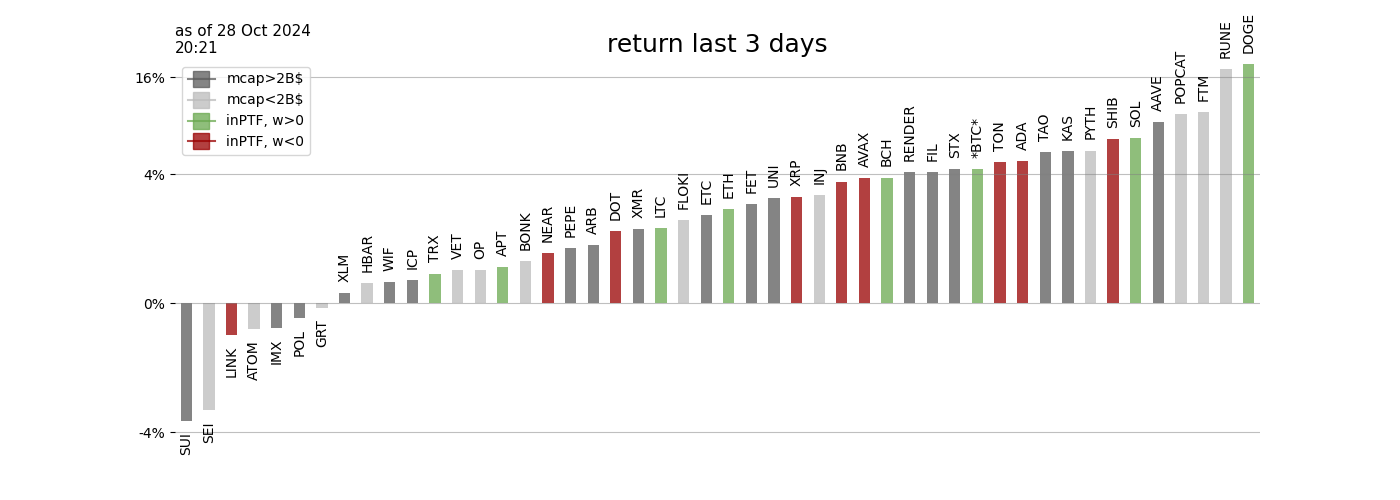 as of 28 Oct 2024
20:21
return last 3 days
mcap>2B$
mcap<2B$
inPTF, w>0
inPTF, w<0
16%
4%
0%
-4%
SUI
SEI
LINK
ATOM
IMX
POL
GRT
XLM
HBAR
WIF
ICP
TRX
VET
OP
APT
BONK
NEAR
PEPE
ARB
DOT
XMR
LTC
FLOKI
ETC
ETH
FET
UNI
XRP
INJ
BNB
AVAX
BCH
RENDER
FIL
STX
*BTC*
TON
ADA
TAO
KAS
PYTH
SHIB
SOL
AAVE
POPCAT
FTM
RUNE
DOGE